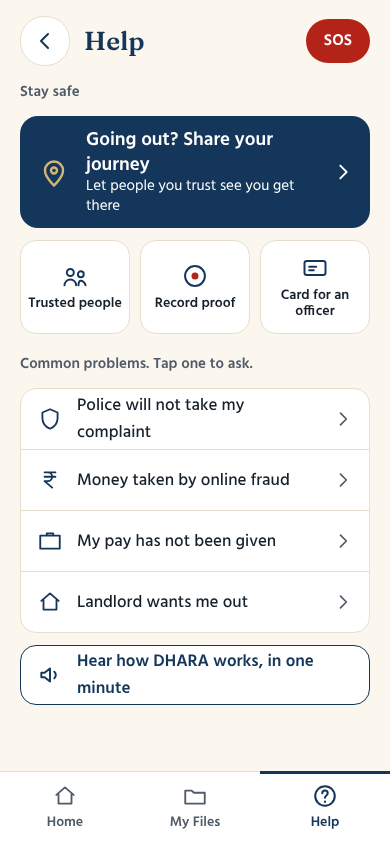 Help
SOS
Stay safe
Going out? Share your
journey
Let people you trust see you get
there
Trusted people
Record proof
Card for an
officer
Common problems. Tap one to ask.
Police will not take my
complaint
₹
Money taken by online fraud
My pay has not been given
Landlord wants me out
Hear how DHARA works, in one
minute
Home
My Files
Help